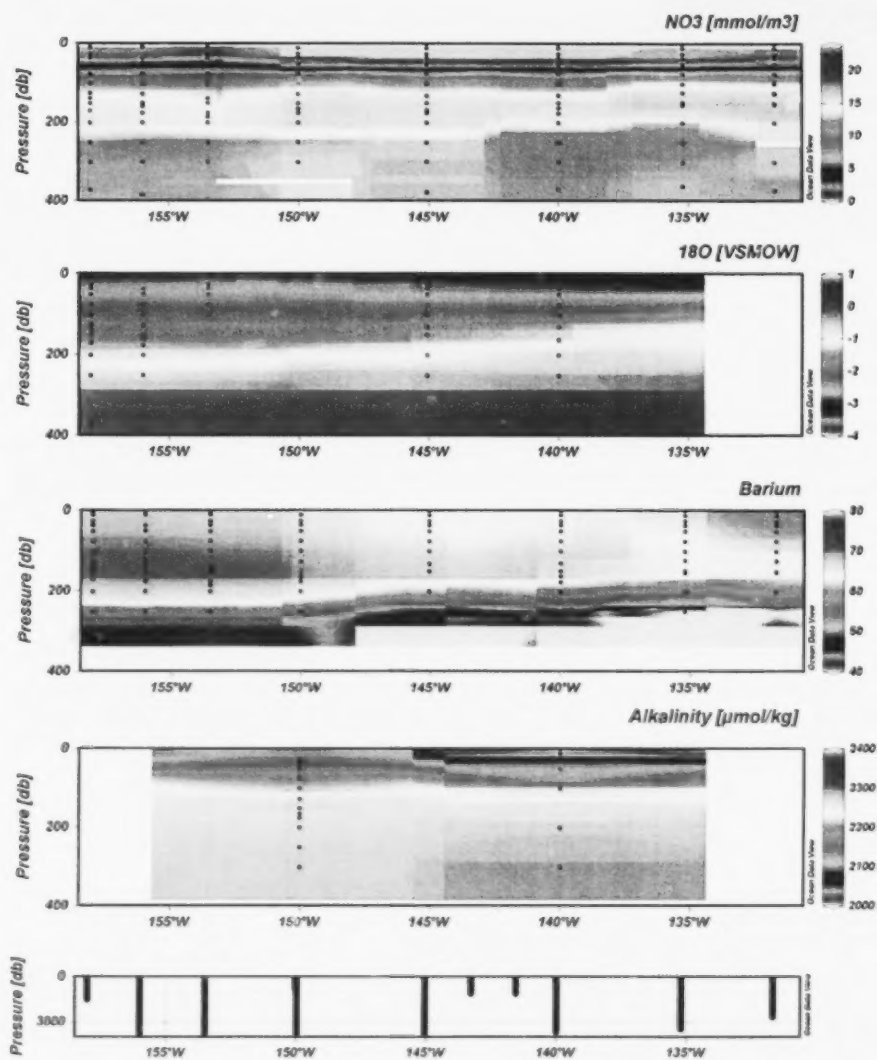 NO3 [mmol/m3]
Pressure [db]
0
200
400
155°W
150°W
145°W
140°W
135°W
20
15
10
5
0
Ocean Data View
18O [VSMOW]
Pressure [db]
0
200
400
155°W
150°W
145°W
140°W
135°W
1
0
-1
-2
-3
-4
Ocean Data View
Barium
Pressure [db]
0
200
400
155°W
150°W
145°W
140°W
135°W
80
70
60
50
40
Ocean Data View
Alkalinity [µmol/kg]
Pressure [db]
0
200
400
155°W
150°W
145°W
140°W
135°W
2400
2300
2200
2100
2000
Ocean Data View
Pressure [db]
0
3000
155°W
150°W
145°W
140°W
135°W
Ocean Data View